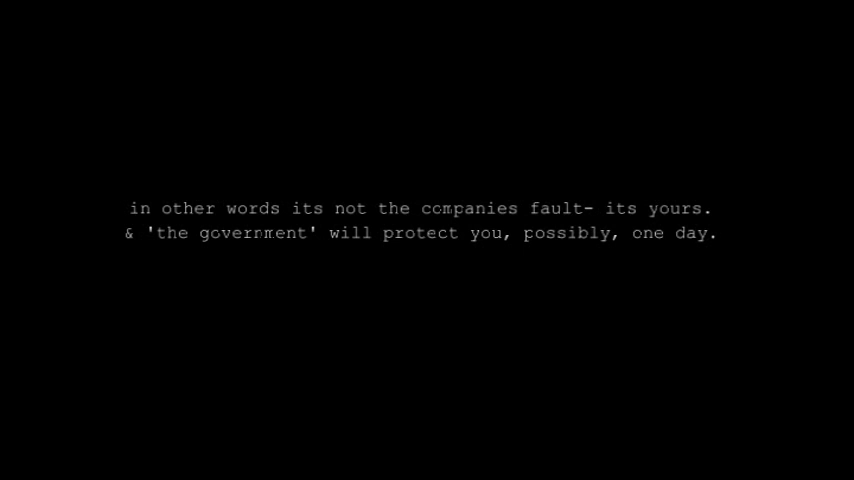 in other words its not the companies fault- its yours.
& 'the government' will protect you, possibly, one day.